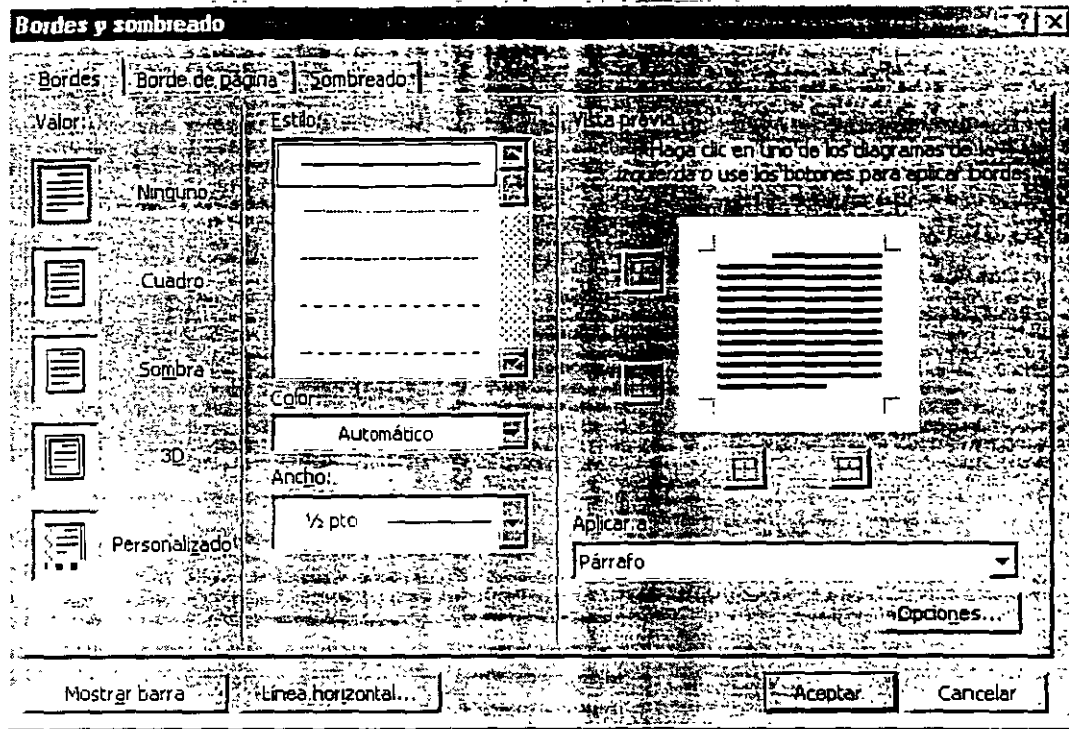 Bordes y sombreado
Bordes
Borde de página
Sombreado
Valor:
Ninguno
Cuadro
Sombra
3D
Personalizado
Estilo:
Color:
Automático
Ancho:
½ pto
Vista previa
Haga clic en uno de los diagramas de la
izquierda o use los botones para aplicar bordes
Aplicar a:
Párrafo
Opciones...
Mostrar barra
Línea horizontal...
Aceptar
Cancelar